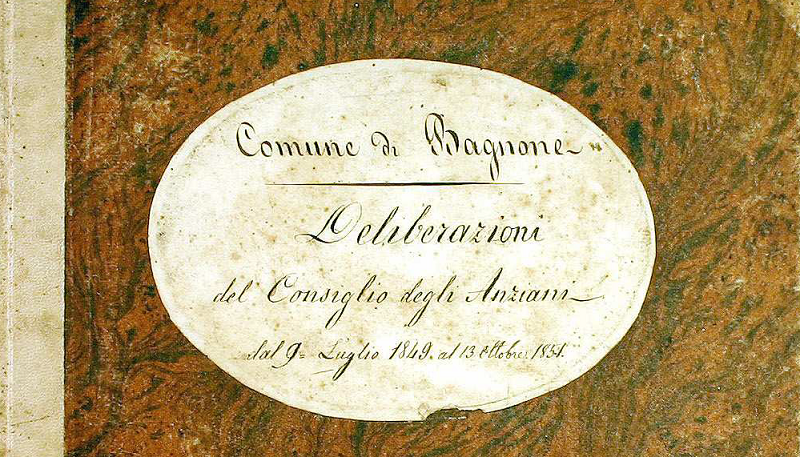 Comune di Bagnone
Deliberazioni
del Consiglio degli Anziani
dal 9= Luglio 1849. al 13 Ottobre 1851.